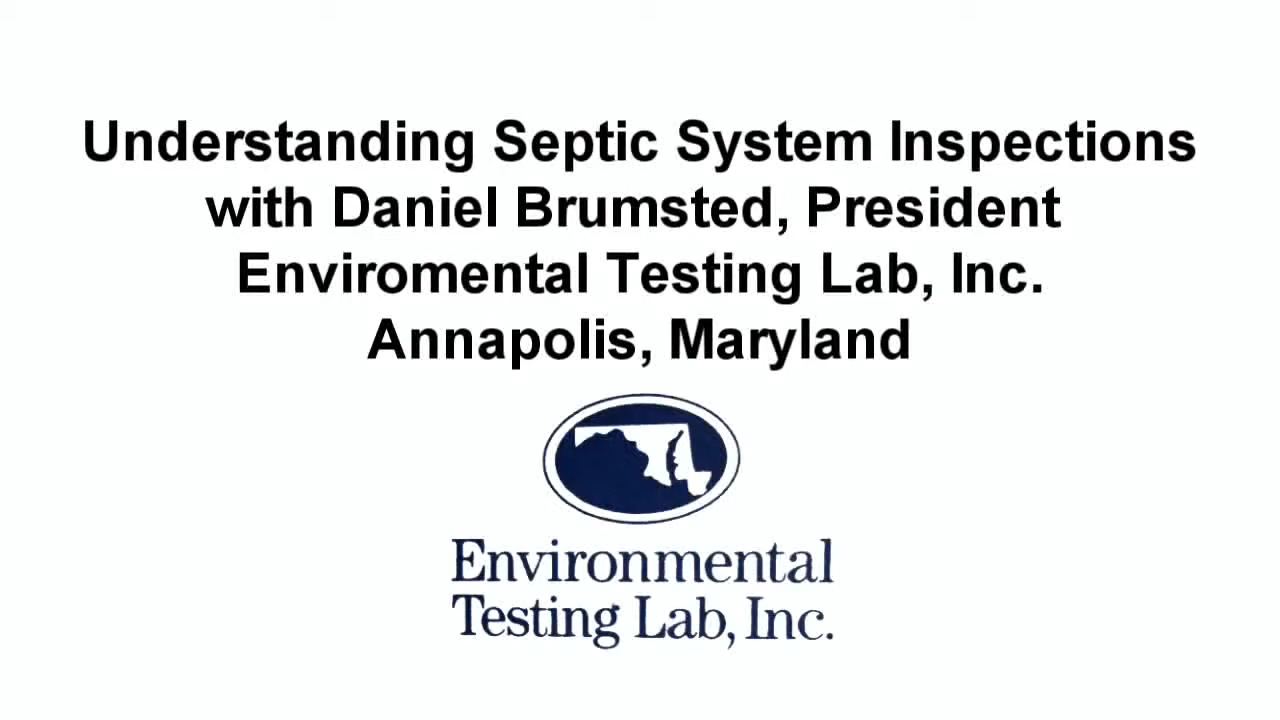 Understanding Septic System Inspections
with Daniel Brumsted, President
Enviromental Testing Lab, Inc.
Annapolis, Maryland
Environmental
Testing Lab, Inc.